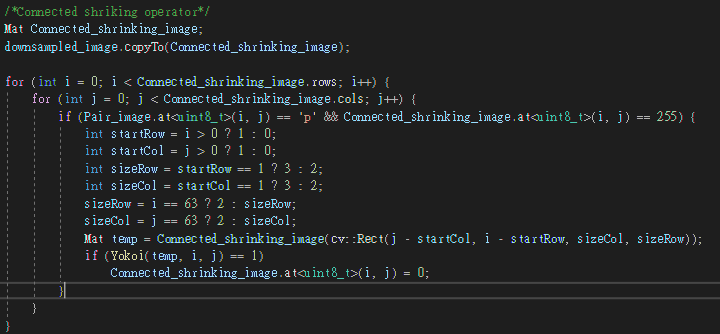 /*Connected shriking operator*/
Mat Connected_shrinking_image;
downsampled_image.copyTo(Connected_shrinking_image);
for (int i = 0; i < Connected_shrinking_image.rows; i++) {
for (int j = 0; j < Connected_shrinking_image.cols; j++) {
if (Pair_image.at<uint8_t>(i, j) == 'p' && Connected_shrinking_image.at<uint8_t>(i, j) == 255) {
int startRow = i > 0 ? 1 : 0;
int startCol = j > 0 ? 1 : 0;
int sizeRow = startRow == 1 ? 3 : 2;
int sizeCol = startCol == 1 ? 3 : 2;
sizeRow = i == 63 ? 2 : sizeRow;
sizeCol = j == 63 ? 2 : sizeCol;
Mat temp = Connected_shrinking_image(cv::Rect(j - startCol, i - startRow, sizeCol, sizeRow));
if (Yokoi(temp, i, j) == 1)
Connected_shrinking_image.at<uint8_t>(i, j) = 0;
}
}
}